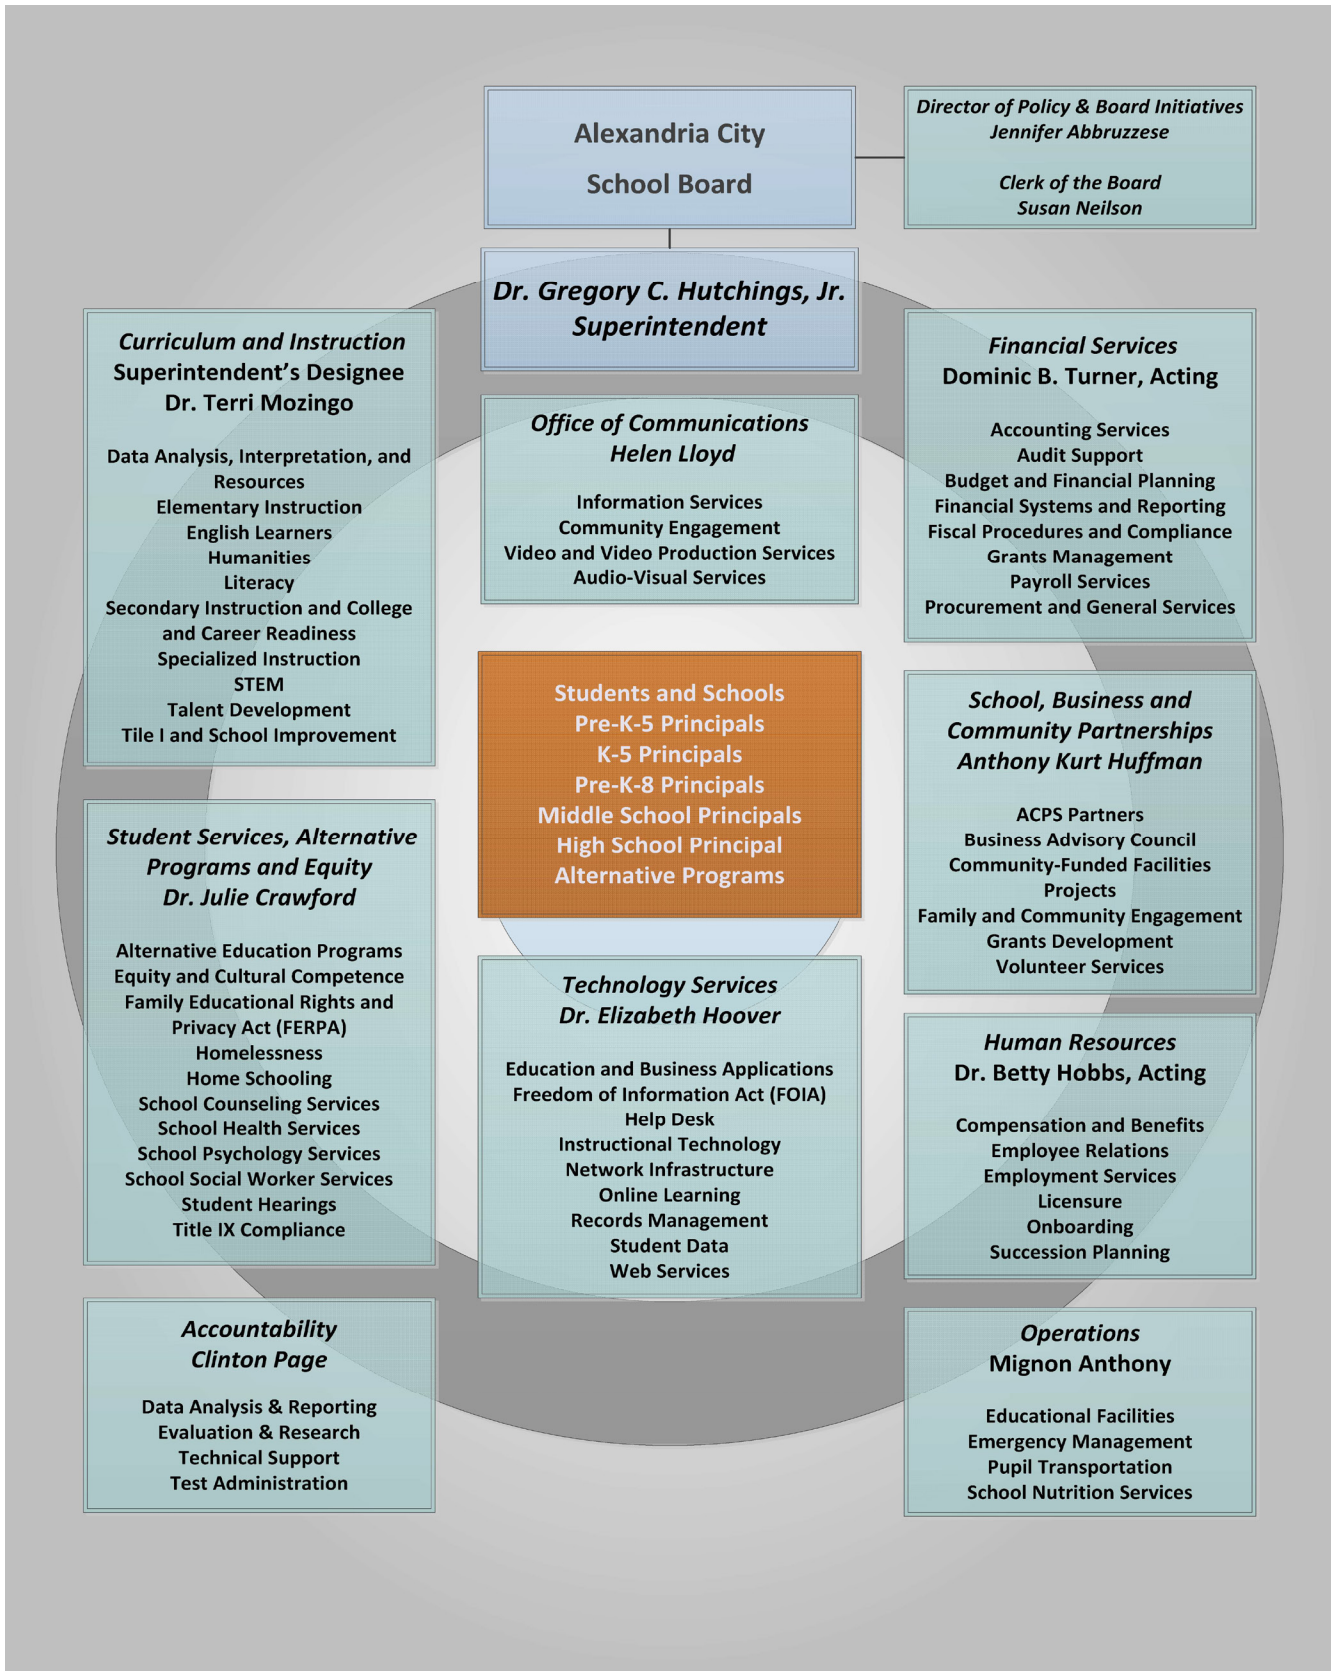 Alexandria City
School Board
Director of Policy & Board Initiatives
Jennifer Abbruzzese
Clerk of the Board
Susan Neilson
Dr. Gregory C. Hutchings, Jr.
Superintendent
Curriculum and Instruction
Superintendent’s Designee
Dr. Terri Mozingo
Data Analysis, Interpretation, and
Resources
Elementary Instruction
English Learners
Humanities
Literacy
Secondary Instruction and College
and Career Readiness
Specialized Instruction
STEM
Talent Development
Tile I and School Improvement
Office of Communications
Helen Lloyd
Information Services
Community Engagement
Video and Video Production Services
Audio-Visual Services
Financial Services
Dominic B. Turner, Acting
Accounting Services
Audit Support
Budget and Financial Planning
Financial Systems and Reporting
Fiscal Procedures and Compliance
Grants Management
Payroll Services
Procurement and General Services
Students and Schools
Pre-K-5 Principals
K-5 Principals
Pre-K-8 Principals
Middle School Principals
High School Principal
Alternative Programs
School, Business and
Community Partnerships
Anthony Kurt Huffman
ACPS Partners
Business Advisory Council
Community-Funded Facilities
Projects
Family and Community Engagement
Grants Development
Volunteer Services
Student Services, Alternative
Programs and Equity
Dr. Julie Crawford
Alternative Education Programs
Equity and Cultural Competence
Family Educational Rights and
Privacy Act (FERPA)
Homelessness
Home Schooling
School Counseling Services
School Health Services
School Psychology Services
School Social Worker Services
Student Hearings
Title IX Compliance
Technology Services
Dr. Elizabeth Hoover
Education and Business Applications
Freedom of Information Act (FOIA)
Help Desk
Instructional Technology
Network Infrastructure
Online Learning
Records Management
Student Data
Web Services
Human Resources
Dr. Betty Hobbs, Acting
Compensation and Benefits
Employee Relations
Employment Services
Licensure
Onboarding
Succession Planning
Accountability
Clinton Page
Data Analysis & Reporting
Evaluation & Research
Technical Support
Test Administration
Operations
Mignon Anthony
Educational Facilities
Emergency Management
Pupil Transportation
School Nutrition Services